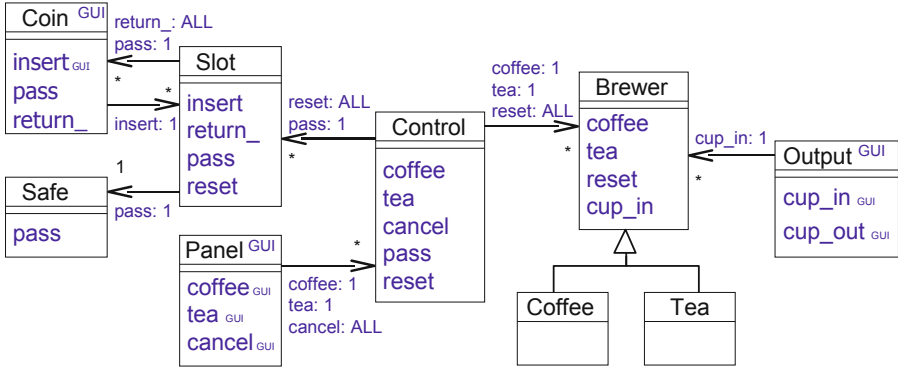 Coin GUI
insert GUI
pass
return_
return_: ALL
pass: 1
*
*
insert: 1
Slot
insert
return_
pass
reset
Safe
pass
1
pass: 1
reset: ALL
pass: 1
*
Control
coffee
tea
cancel
pass
reset
Panel GUI
coffee GUI
tea GUI
cancel GUI
*
coffee: 1
tea: 1
cancel: ALL
coffee: 1
tea: 1
reset: ALL
*
Brewer
coffee
tea
reset
cup_in
cup_in: 1
*
Output GUI
cup_in GUI
cup_out GUI
Coffee
Tea